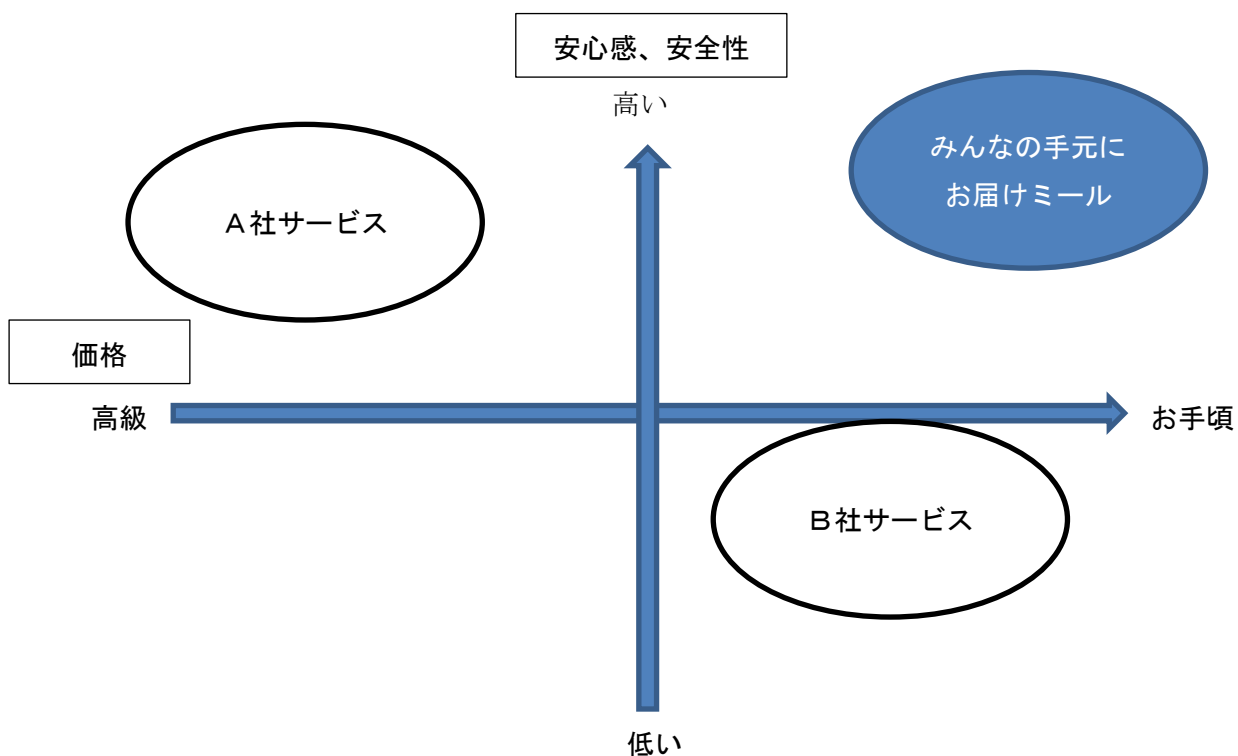 安心感、安全性
高い
みんなの手元に
お届けミール
Ａ社サービス
価格
高級
お手頃
Ｂ社サービス
低い